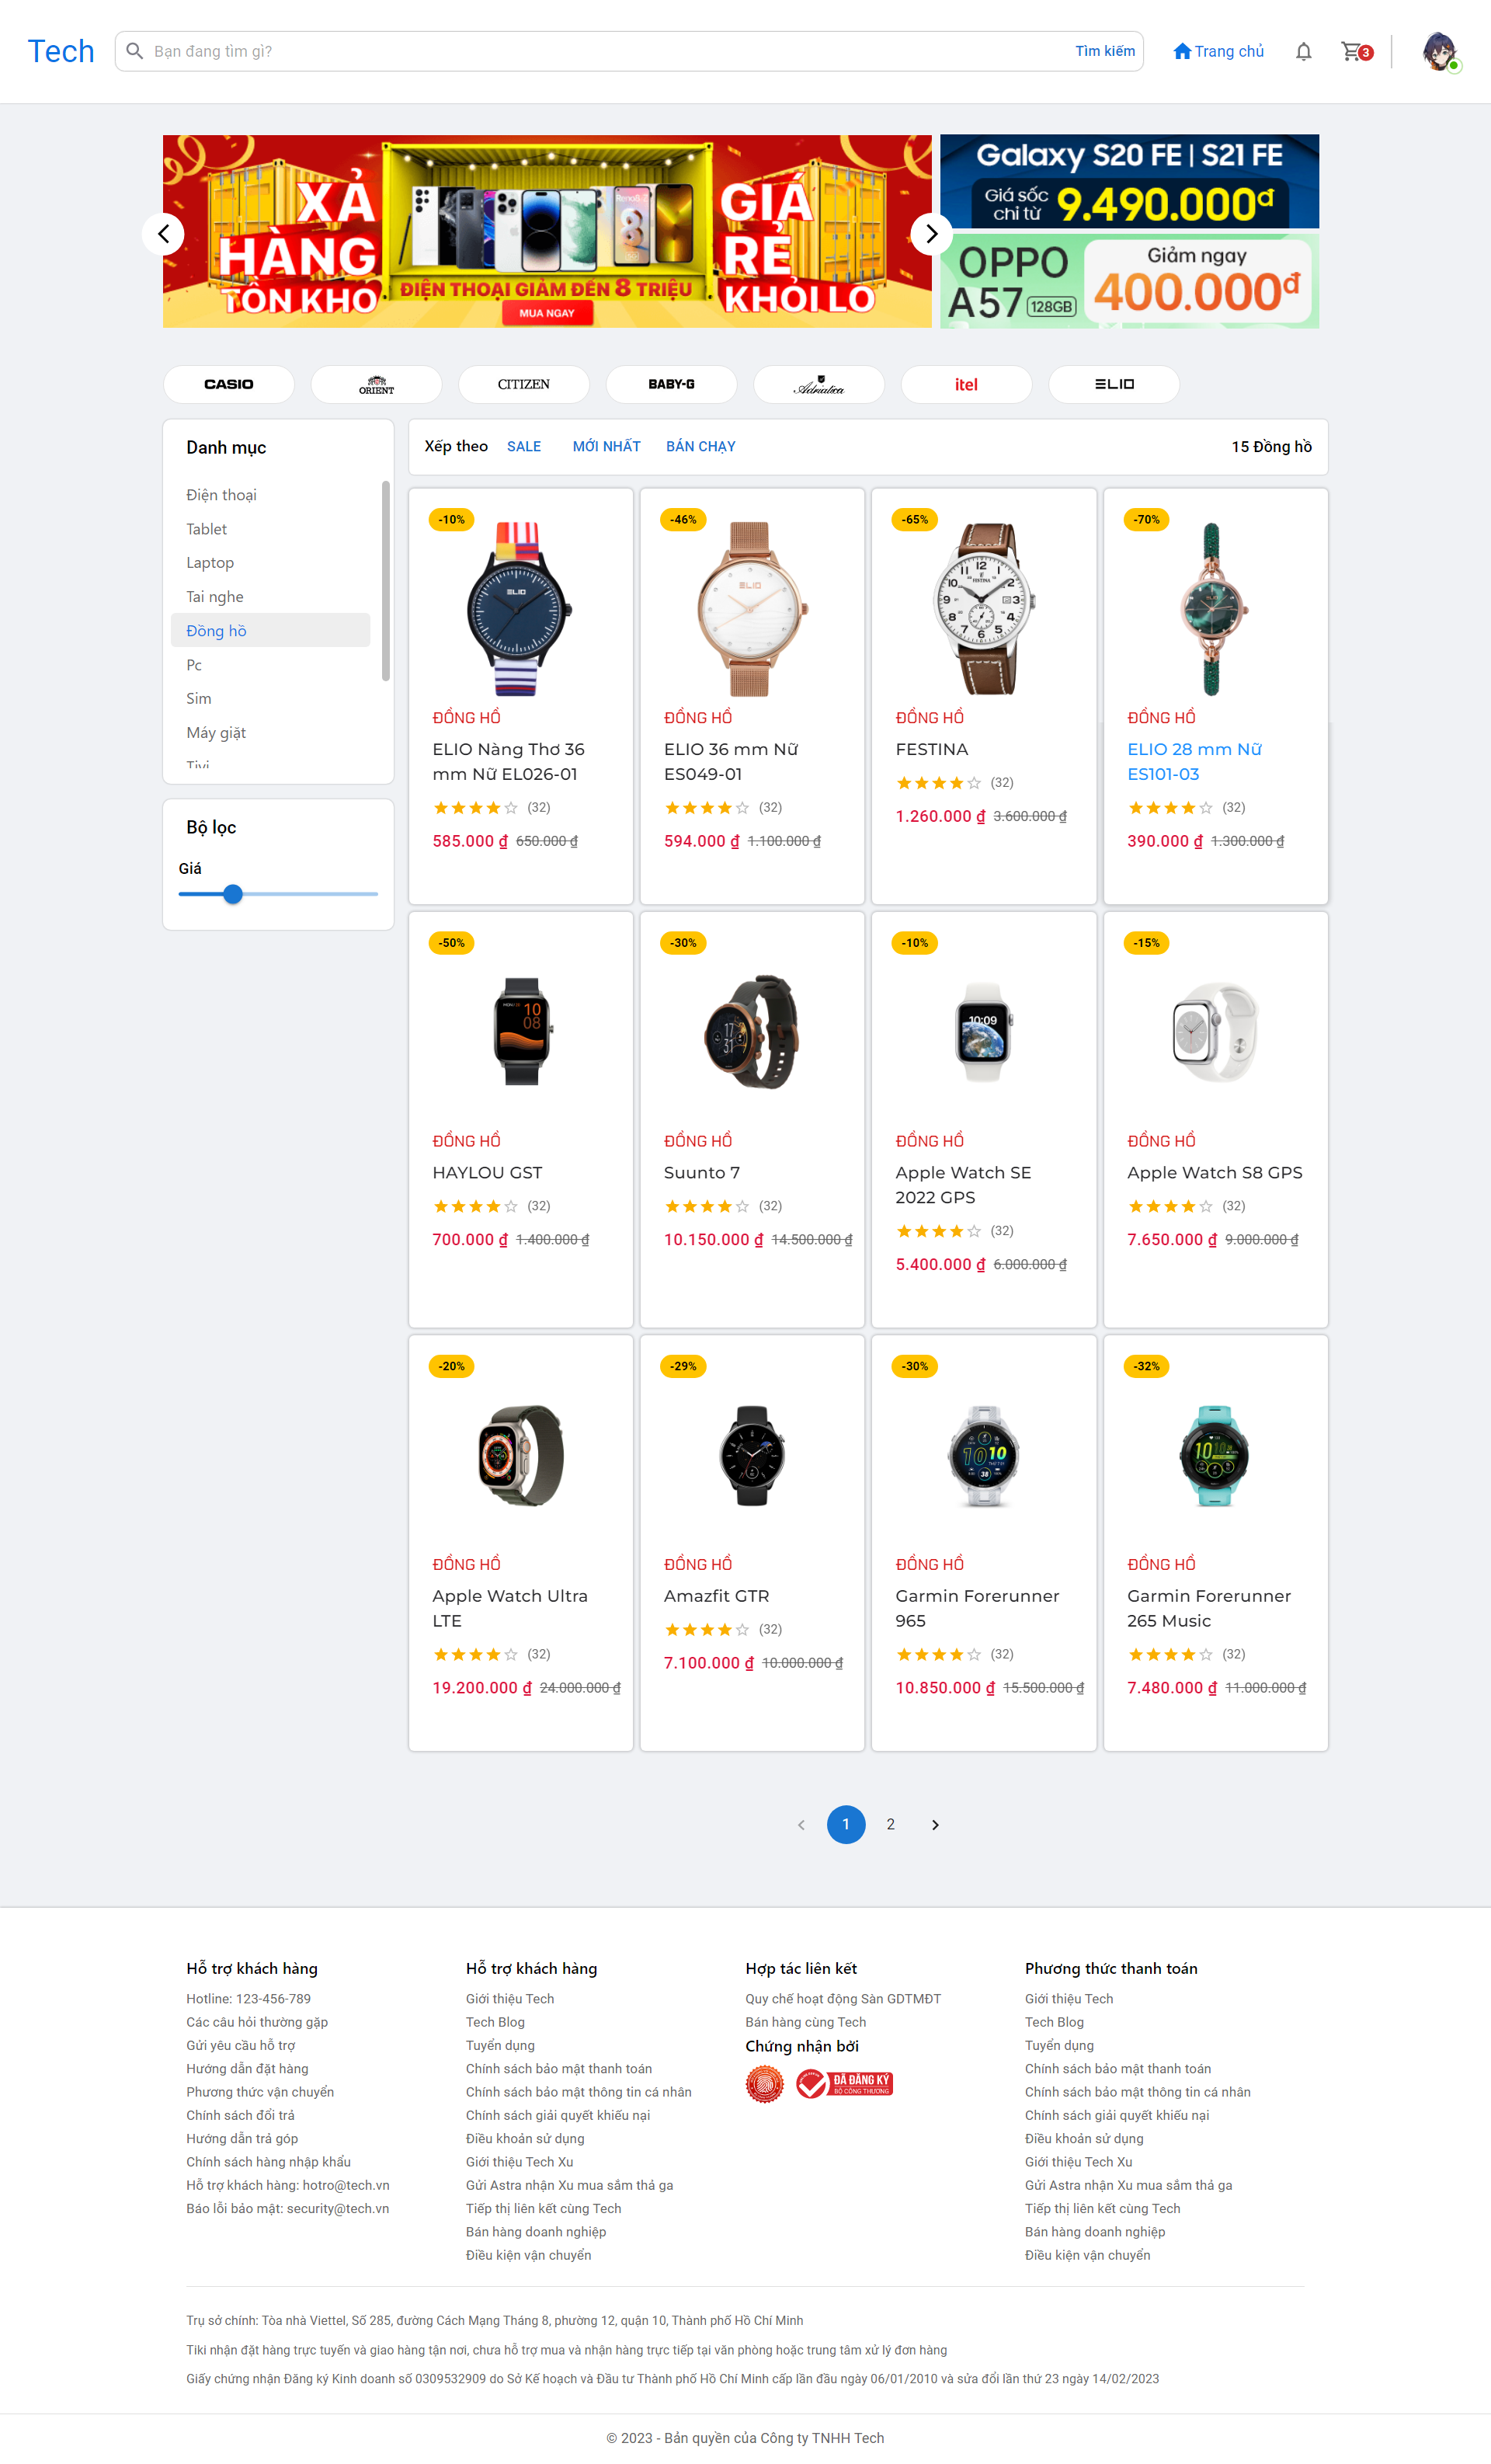 Tech
Bạn đang tìm gì?
Tìm kiếm
Trang chủ
3
XẢ
HÀNG
TỒN KHO
GIÁ
RẺ
KHỎI LO
ĐIỆN THOẠI GIẢM ĐẾN 8 TRIỆU
MUA NGAY
Galaxy S20 FE | S21 FE
Giá sốc
chỉ từ
9.490.000đ
OPPO
A57 128GB
Giảm ngay
400.000đ
CASIO
ORIENT
CITIZEN
BABY-G
Adriatica
itel
ELIO
Danh mục
Điện thoại
Tablet
Laptop
Tai nghe
Đồng hồ
Pc
Sim
Máy giặt
Tivi
Bộ lọc
Giá
Xếp theo
SALE
MỚI NHẤT
BÁN CHẠY
15 Đồng hồ
-10%
ĐỒNG HỒ
ELIO Nàng Thơ 36
mm Nữ EL026-01
(32)
585.000 ₫ 650.000 ₫
-46%
ĐỒNG HỒ
ELIO 36 mm Nữ
ES049-01
(32)
594.000 ₫ 1.100.000 ₫
-65%
ĐỒNG HỒ
FESTINA
(32)
1.260.000 ₫ 3.600.000 ₫
-70%
ĐỒNG HỒ
ELIO 28 mm Nữ
ES101-03
(32)
390.000 ₫ 1.300.000 ₫
-50%
ĐỒNG HỒ
HAYLOU GST
(32)
700.000 ₫ 1.400.000 ₫
-30%
ĐỒNG HỒ
Suunto 7
(32)
10.150.000 ₫ 14.500.000 ₫
-10%
10:09
ĐỒNG HỒ
Apple Watch SE
2022 GPS
(32)
5.400.000 ₫ 6.000.000 ₫
-15%
ĐỒNG HỒ
Apple Watch S8 GPS
(32)
7.650.000 ₫ 9.000.000 ₫
-20%
ĐỒNG HỒ
Apple Watch Ultra
LTE
(32)
19.200.000 ₫ 24.000.000 ₫
-29%
ĐỒNG HỒ
Amazfit GTR
(32)
7.100.000 ₫ 10.000.000 ₫
-30%
ĐỒNG HỒ
Garmin Forerunner
965
(32)
10.850.000 ₫ 15.500.000 ₫
-32%
ĐỒNG HỒ
Garmin Forerunner
265 Music
(32)
7.480.000 ₫ 11.000.000 ₫
1
2
Hỗ trợ khách hàng
Hotline: 123-456-789
Các câu hỏi thường gặp
Gửi yêu cầu hỗ trợ
Hướng dẫn đặt hàng
Phương thức vận chuyển
Chính sách đổi trả
Hướng dẫn trả góp
Chính sách hàng nhập khẩu
Hỗ trợ khách hàng: hotro@tech.vn
Báo lỗi bảo mật: security@tech.vn
Hỗ trợ khách hàng
Giới thiệu Tech
Tech Blog
Tuyển dụng
Chính sách bảo mật thanh toán
Chính sách bảo mật thông tin cá nhân
Chính sách giải quyết khiếu nại
Điều khoản sử dụng
Giới thiệu Tech Xu
Gửi Astra nhận Xu mua sắm thả ga
Tiếp thị liên kết cùng Tech
Bán hàng doanh nghiệp
Điều kiện vận chuyển
Hợp tác liên kết
Quy chế hoạt động Sàn GDTMĐT
Bán hàng cùng Tech
Chứng nhận bởi
ĐÃ ĐĂNG KÝ
BỘ CÔNG THƯƠNG
Phương thức thanh toán
Giới thiệu Tech
Tech Blog
Tuyển dụng
Chính sách bảo mật thanh toán
Chính sách bảo mật thông tin cá nhân
Chính sách giải quyết khiếu nại
Điều khoản sử dụng
Giới thiệu Tech Xu
Gửi Astra nhận Xu mua sắm thả ga
Tiếp thị liên kết cùng Tech
Bán hàng doanh nghiệp
Điều kiện vận chuyển
Trụ sở chính: Tòa nhà Viettel, Số 285, đường Cách Mạng Tháng 8, phường 12, quận 10, Thành phố Hồ Chí Minh
Tiki nhận đặt hàng trực tuyến và giao hàng tận nơi, chưa hỗ trợ mua và nhận hàng trực tiếp tại văn phòng hoặc trung tâm xử lý đơn hàng
Giấy chứng nhận Đăng ký Kinh doanh số 0309532909 do Sở Kế hoạch và Đầu tư Thành phố Hồ Chí Minh cấp lần đầu ngày 06/01/2010 và sửa đổi lần thứ 23 ngày 14/02/2023
© 2023 - Bản quyền của Công ty TNHH Tech